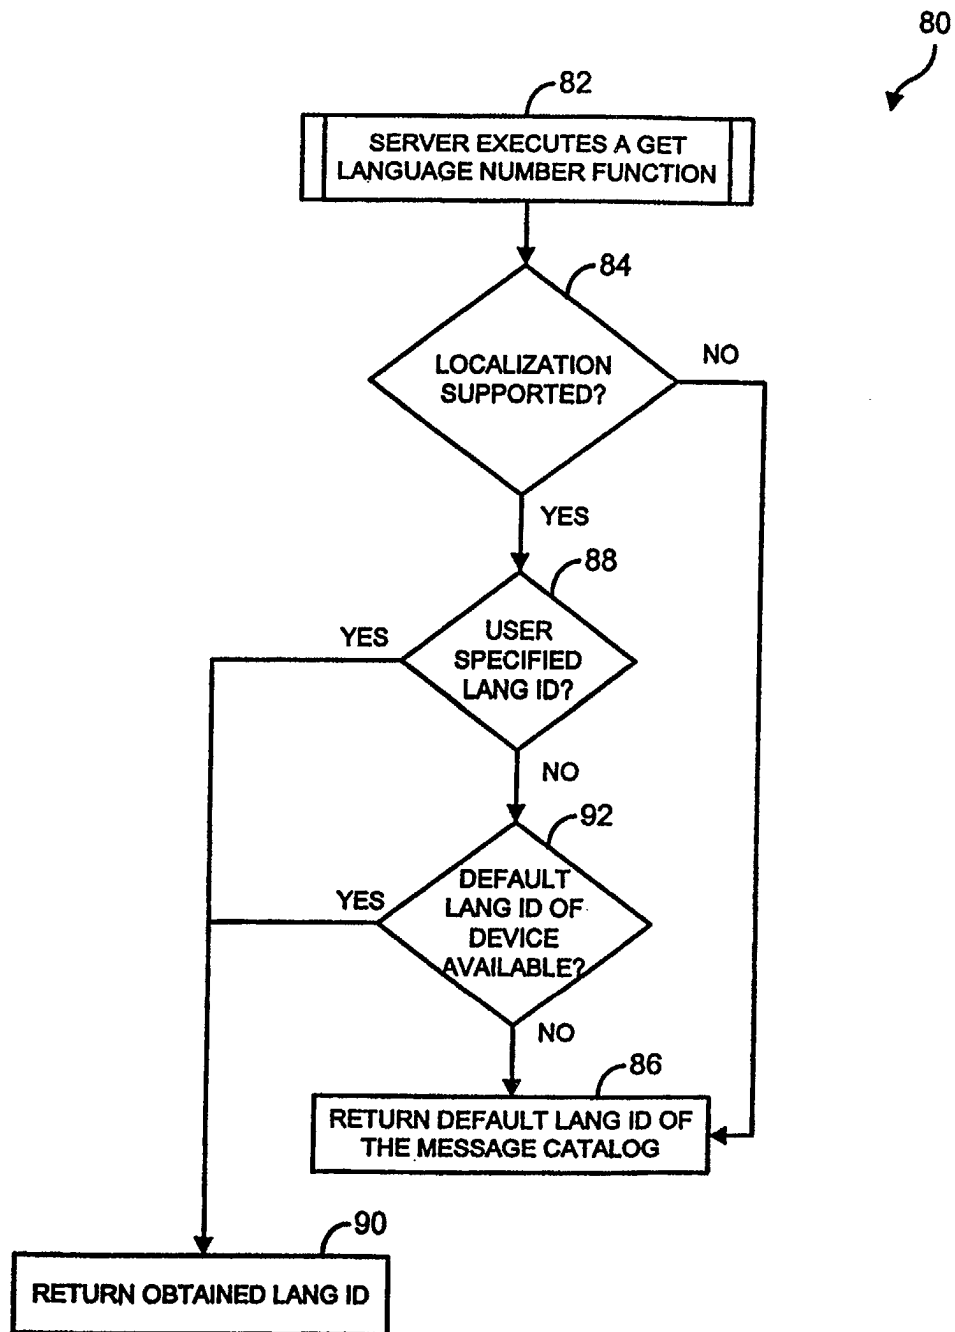 80
82
SERVER EXECUTES A GET
LANGUAGE NUMBER FUNCTION
84
LOCALIZATION
SUPPORTED?
NO
YES
88
USER
SPECIFIED
LANG ID?
YES
NO
92
DEFAULT
LANG ID OF
DEVICE
AVAILABLE?
YES
NO
86
RETURN DEFAULT LANG ID OF
THE MESSAGE CATALOG
90
RETURN OBTAINED LANG ID